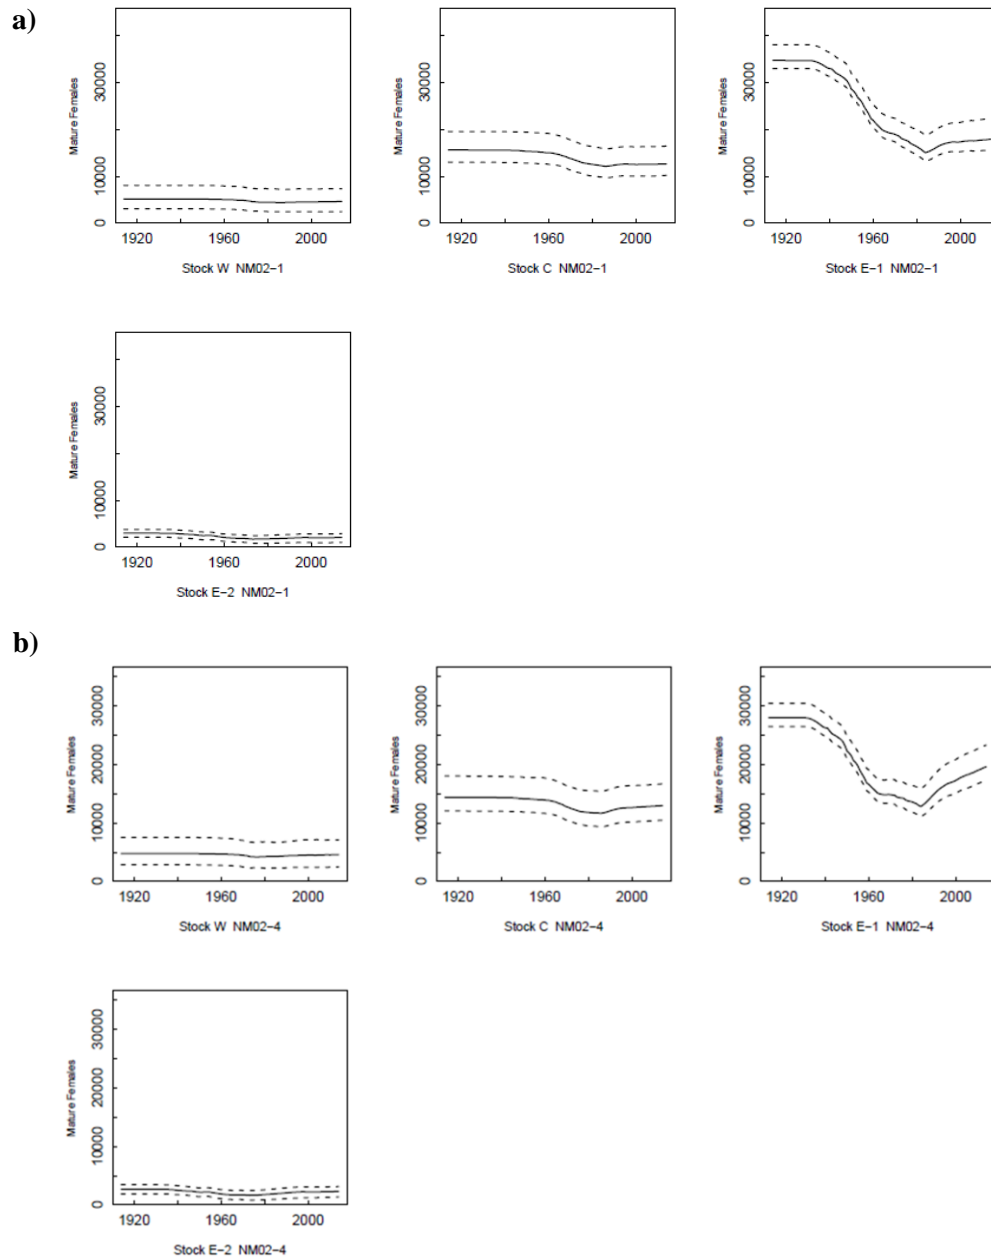 a)
Mature Females
30000
10000
0
1920 1960 2000
Stock W NM02−1
Mature Females
30000
10000
0
1920 1960 2000
Stock C NM02−1
Mature Females
30000
10000
0
1920 1960 2000
Stock E−1 NM02−1
Mature Females
30000
10000
0
1920 1960 2000
Stock E−2 NM02−1
b)
Mature Females
30000
20000
10000
0
1920 1960 2000
Stock W NM02−4
Mature Females
30000
20000
10000
0
1920 1960 2000
Stock C NM02−4
Mature Females
30000
20000
10000
0
1920 1960 2000
Stock E−1 NM02−4
Mature Females
30000
20000
10000
0
1920 1960 2000
Stock E−2 NM02−4